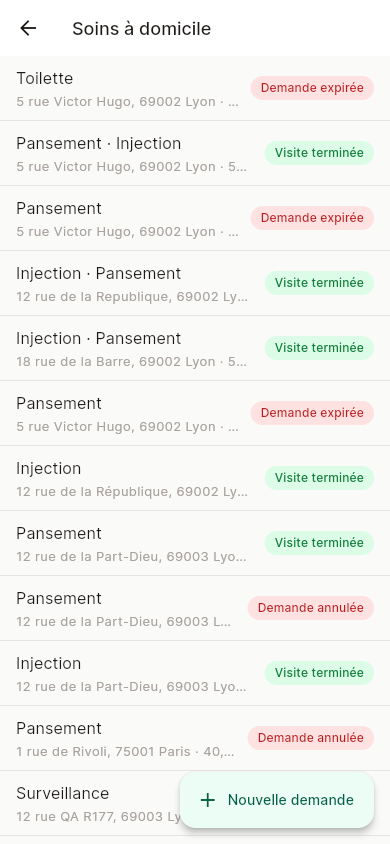 Soins à domicile
Toilette
Demande expirée
5 rue Victor Hugo, 69002 Lyon · ...
Pansement · Injection
Visite terminée
5 rue Victor Hugo, 69002 Lyon · 5...
Pansement
Demande expirée
5 rue Victor Hugo, 69002 Lyon · ...
Injection · Pansement
Visite terminée
12 rue de la Republique, 69002 Ly...
Injection · Pansement
Visite terminée
18 rue de la Barre, 69002 Lyon · 5...
Pansement
Demande expirée
5 rue Victor Hugo, 69002 Lyon · ...
Injection
Visite terminée
12 rue de la République, 69002 Ly...
Pansement
Visite terminée
12 rue de la Part-Dieu, 69003 Lyo...
Pansement
Demande annulée
12 rue de la Part-Dieu, 69003 L...
Injection
Visite terminée
12 rue de la Part-Dieu, 69003 Lyo...
Pansement
Demande annulée
1 rue de Rivoli, 75001 Paris · 40,...
Surveillance
Nouvelle demande
12 rue QA R177, 69003 Ly